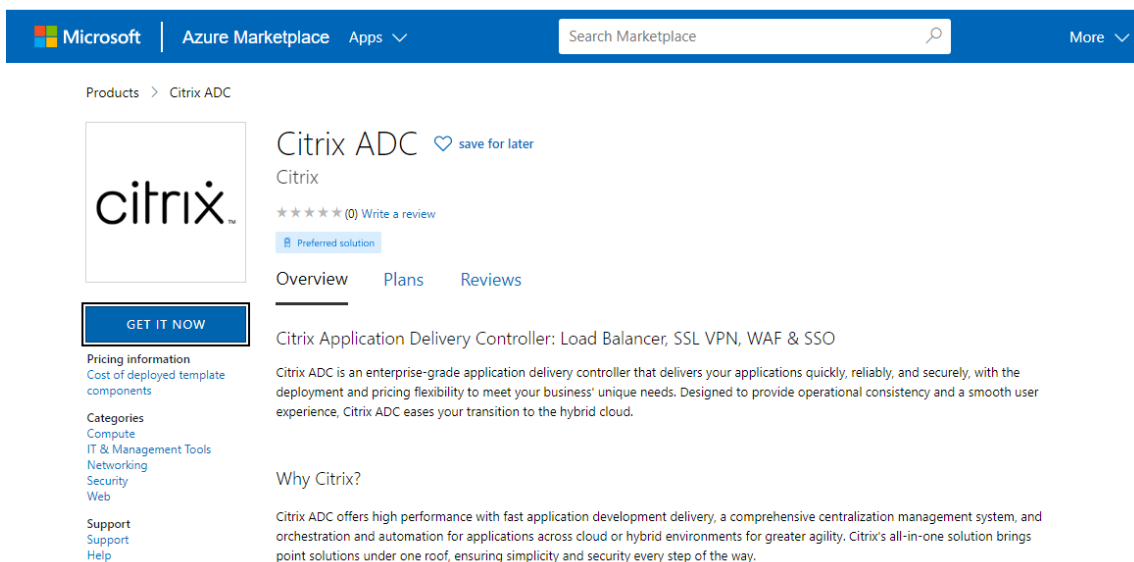 Microsoft Azure Marketplace Apps Search Marketplace More
Products > Citrix ADC
citrix™
Citrix ADC save for later
Citrix
(0) Write a review
Preferred solution
Overview Plans Reviews
GET IT NOW
Pricing information
Cost of deployed template
components
Categories
Compute
IT & Management Tools
Networking
Security
Web
Support
Support
Help
Citrix Application Delivery Controller: Load Balancer, SSL VPN, WAF & SSO
Citrix ADC is an enterprise-grade application delivery controller that delivers your applications quickly, reliably, and securely, with the
deployment and pricing flexibility to meet your business' unique needs. Designed to provide operational consistency and a smooth user
experience, Citrix ADC eases your transition to the hybrid cloud.
Why Citrix?
Citrix ADC offers high performance with fast application development delivery, a comprehensive centralization management system, and
orchestration and automation for applications across cloud or hybrid environments for greater agility. Citrix's all-in-one solution brings
point solutions under one roof, ensuring simplicity and security every step of the way.